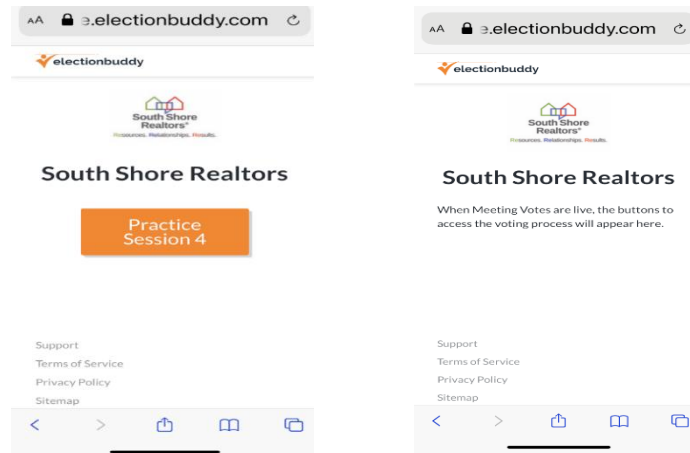 AA ɜ.electionbuddy.com
electionbuddy
South Shore
Realtors®
Resources. Relationships. Results.
South Shore Realtors
Practice
Session 4
Support
Terms of Service
Privacy Policy
Sitemap
AA ɜ.electionbuddy.com
electionbuddy
South Shore
Realtors®
Resources. Relationships. Results.
South Shore Realtors
When Meeting Votes are live, the buttons to
access the voting process will appear here.
Support
Terms of Service
Privacy Policy
Sitemap